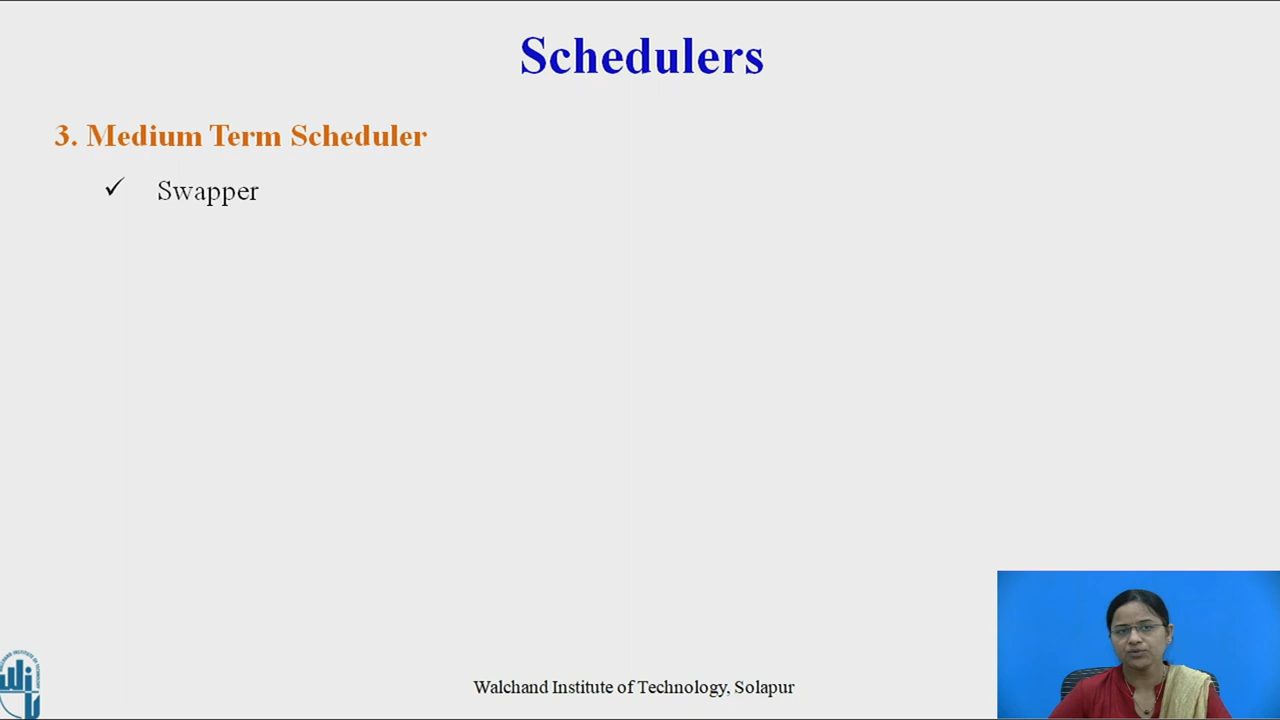 Schedulers
3. Medium Term Scheduler
✓ Swapper
Walchand Institute of Technology, Solapur